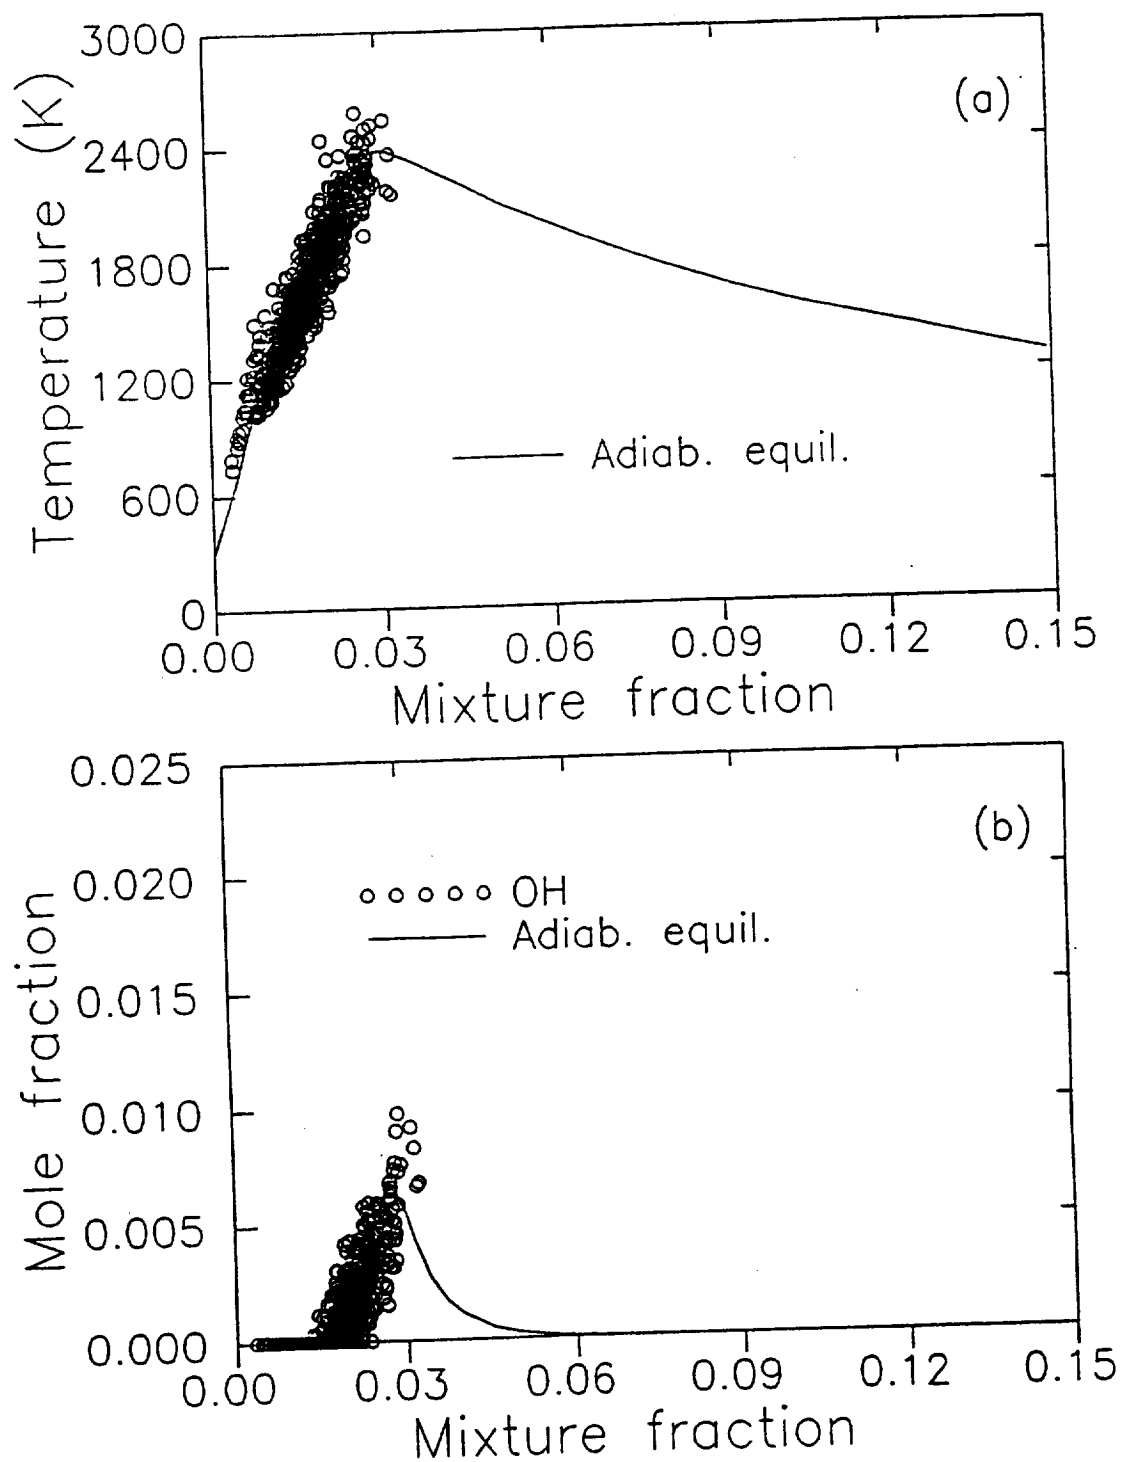 3000
(a)
2400
1800
1200
600
0
Temperature (K)
Adiab. equil.
0.00 0.03 0.06 0.09 0.12 0.15
Mixture fraction
0.025
(b)
0.020
0.015
0.010
0.005
0.000
Mole fraction
OH
Adiab. equil.
0.00 0.03 0.06 0.09 0.12 0.15
Mixture fraction